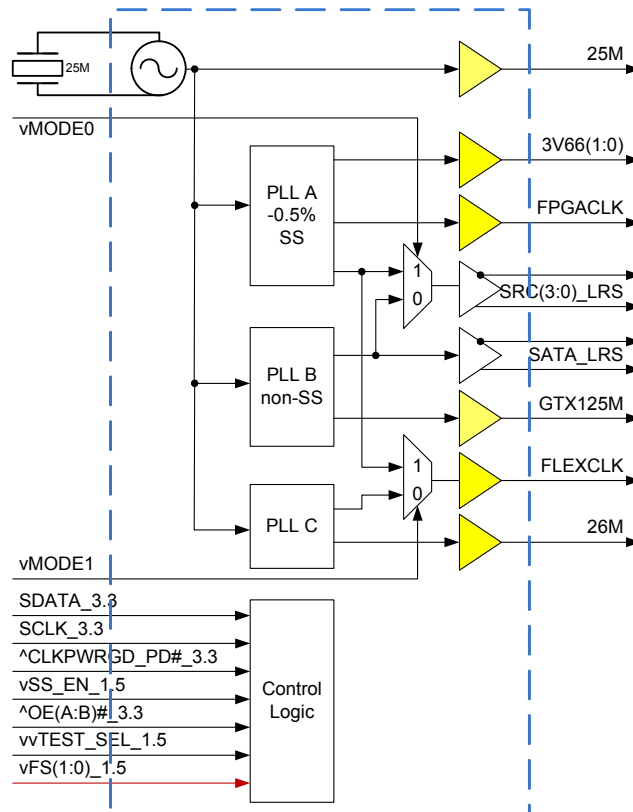 25M
25M
vMODE0
3V66(1:0)
PLL A
-0.5%
SS
FPGACLK
1
0
SRC(3:0)_LRS
PLL B
non-SS
SATA_LRS
GTX125M
1
0
FLEXCLK
PLL C
26M
vMODE1
SDATA_3.3
SCLK_3.3
^CLKPWRGD_PD#_3.3
vSS_EN_1.5
^OE(A:B)#_3.3
vvTEST_SEL_1.5
vFS(1:0)_1.5
Control
Logic